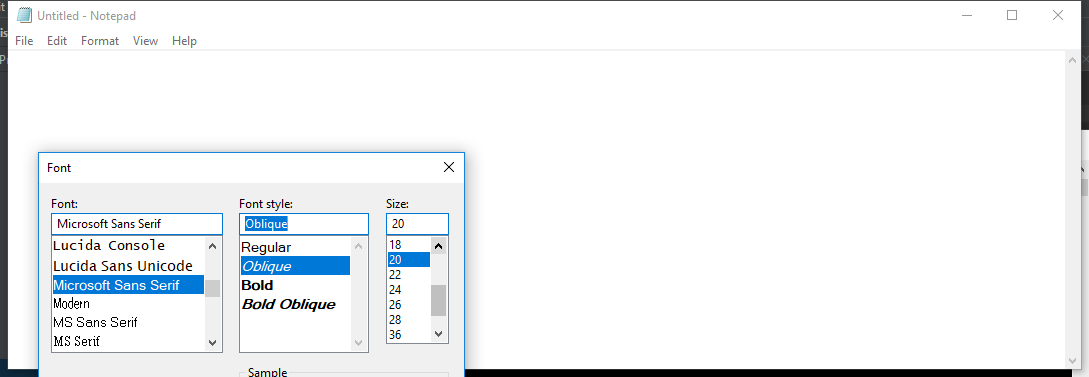 Untitled - Notepad
File Edit Format View Help
Font
Font: Font style: Size:
Microsoft Sans Serif Oblique 20
Lucida Console Regular 18
Lucida Sans Unicode Oblique 20
Microsoft Sans Serif Bold 22
Modern Bold Oblique 24
MS Sans Serif 26
MS Serif 28
36
Sample